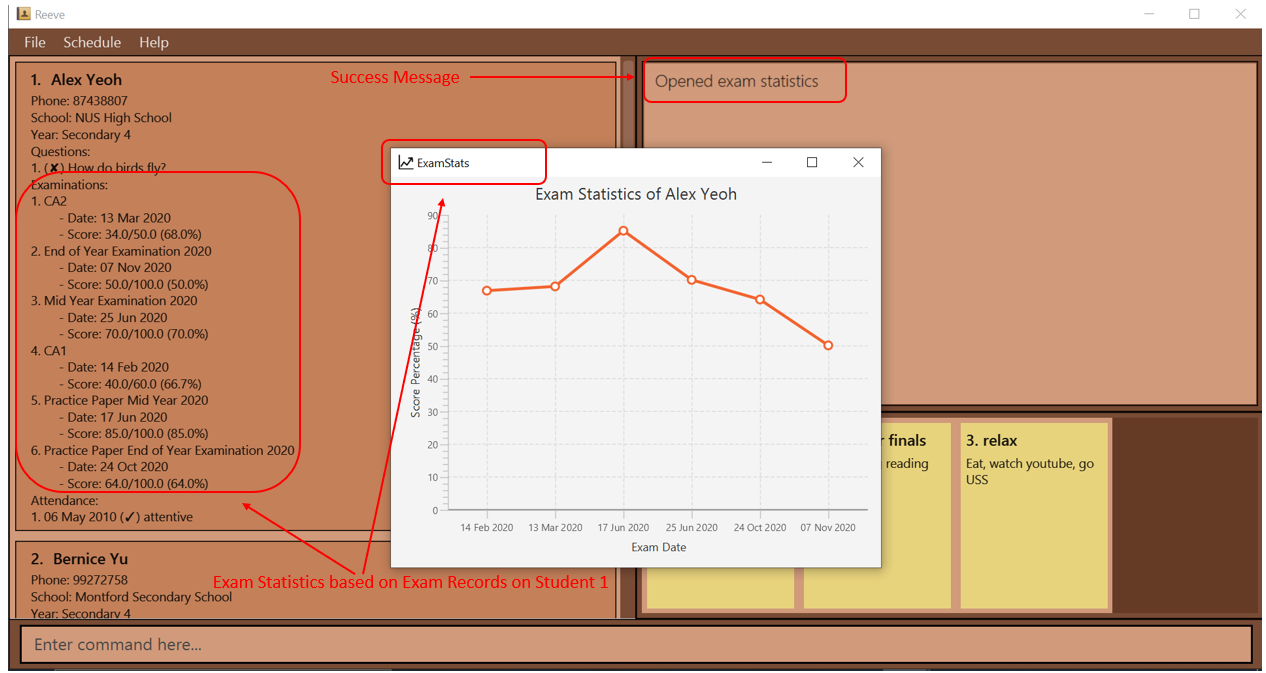 Reeve
File Schedule Help
1. Alex Yeoh
Phone: 87438807
School: NUS High School
Year: Secondary 4
Questions:
1. (✘) How do birds fly?
Examinations:
1. CA2
- Date: 13 Mar 2020
- Score: 34.0/50.0 (68.0%)
2. End of Year Examination 2020
- Date: 07 Nov 2020
- Score: 50.0/100.0 (50.0%)
3. Mid Year Examination 2020
- Date: 25 Jun 2020
- Score: 70.0/100.0 (70.0%)
4. CA1
- Date: 14 Feb 2020
- Score: 40.0/60.0 (66.7%)
5. Practice Paper Mid Year 2020
- Date: 17 Jun 2020
- Score: 85.0/100.0 (85.0%)
6. Practice Paper End of Year Examination 2020
- Date: 24 Oct 2020
- Score: 64.0/100.0 (64.0%)
Attendance:
1. 06 May 2010 (✓) attentive
2. Bernice Yu
Phone: 99272758
School: Montford Secondary School
Year: Secondary 4
Success Message
Opened exam statistics
ExamStats
Exam Statistics of Alex Yeoh
Score Percentage (%)
90
80
70
60
50
40
30
20
10
0
14 Feb 2020 13 Mar 2020 17 Jun 2020 25 Jun 2020 24 Oct 2020 07 Nov 2020
Exam Date
Exam Statistics based on Exam Records on Student 1
finals
reading
3. relax
Eat, watch youtube, go
USS
Enter command here...